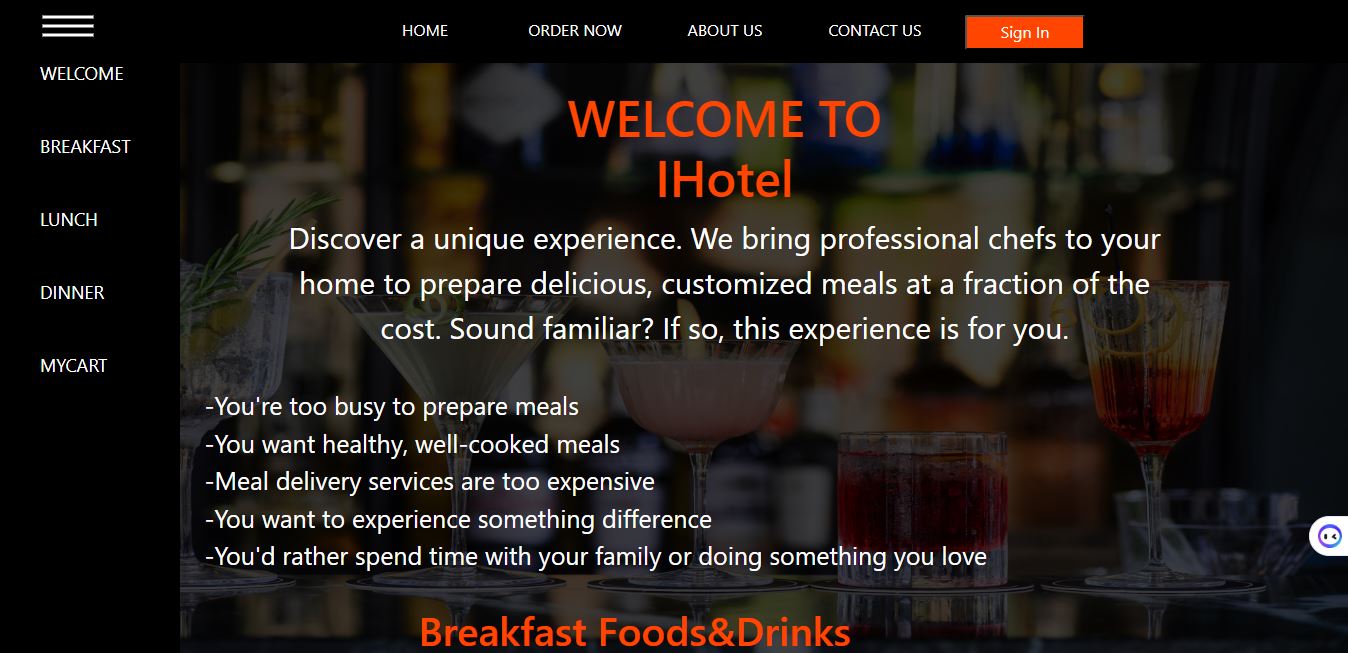 HOME
ORDER NOW
ABOUT US
CONTACT US
Sign In
WELCOME
BREAKFAST
LUNCH
DINNER
MYCART
WELCOME TO
IHotel
Discover a unique experience. We bring professional chefs to your
home to prepare delicious, customized meals at a fraction of the
cost. Sound familiar? If so, this experience is for you.
-You're too busy to prepare meals
-You want healthy, well-cooked meals
-Meal delivery services are too expensive
-You want to experience something difference
-You'd rather spend time with your family or doing something you love
Breakfast Foods&Drinks